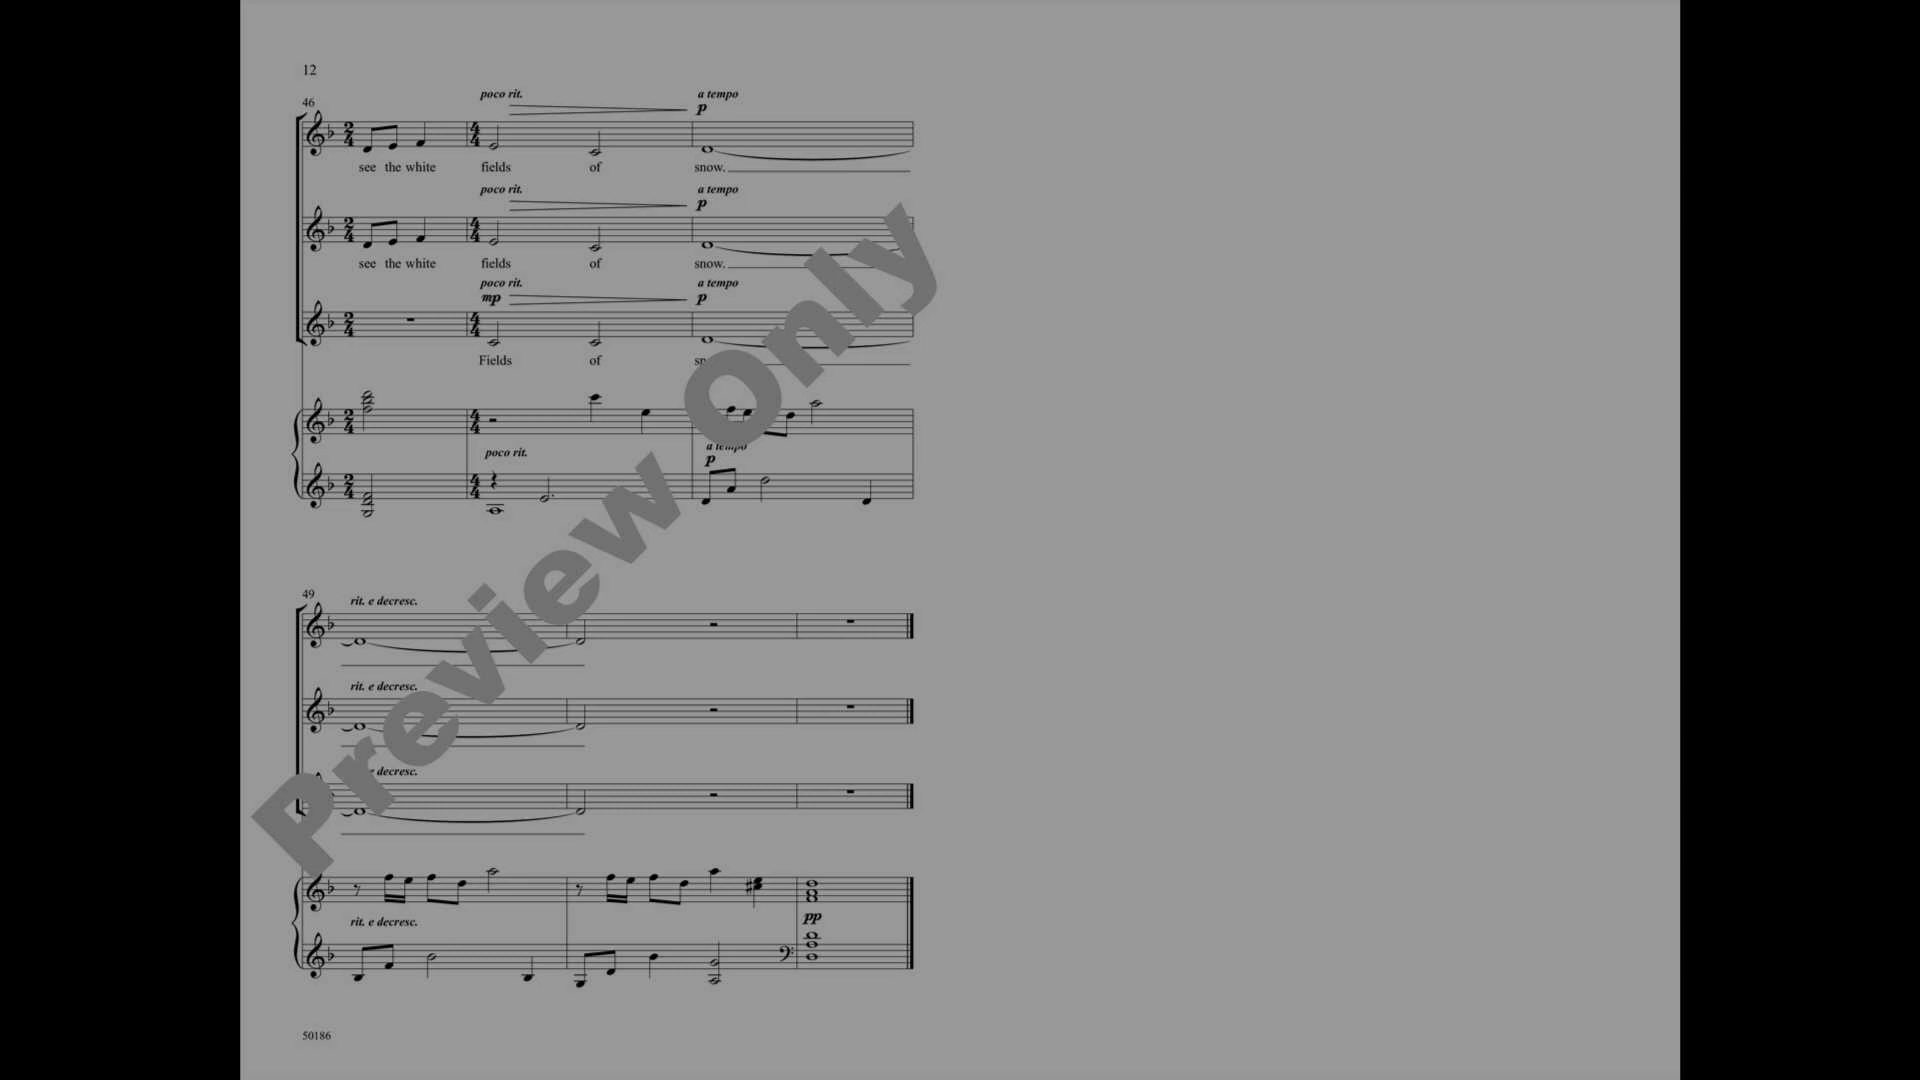 12
46
poco rit. a tempo
p
see the white fields of snow.
poco rit. a tempo
p
see the white fields of snow.
poco rit. a tempo
mp p
Fields of
poco rit. a tempo
p
49
rit. e decresc.
rit. e decresc.
e decresc.
rit. e decresc.
pp
50186
Preview Only